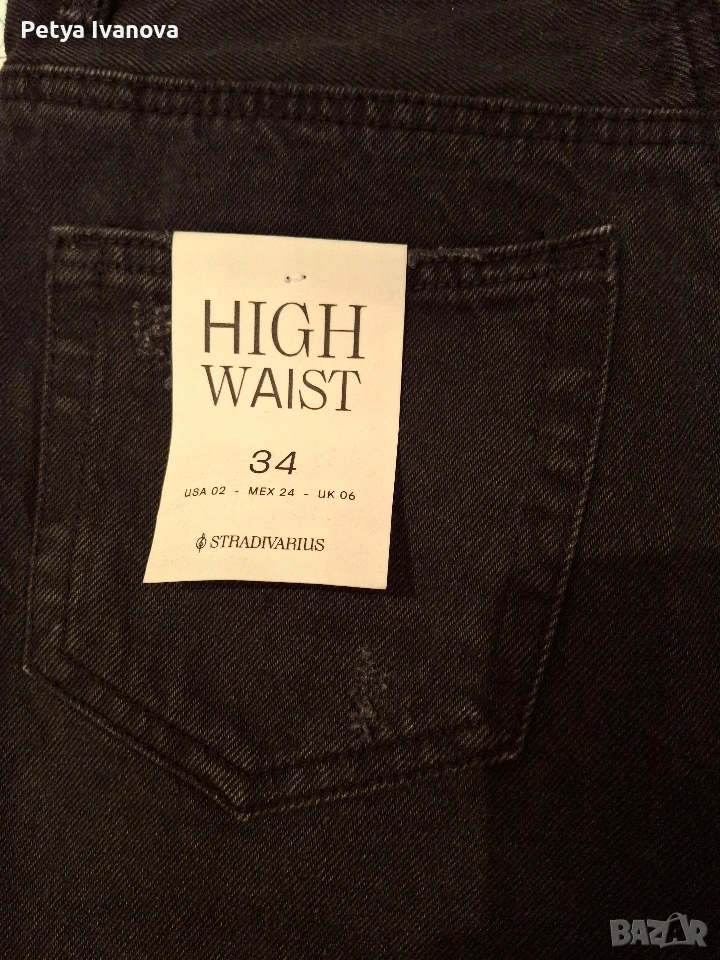 Petya Ivanova
HIGH
WAIST
34
USA 02 - MEX 24 - UK 06
STRADIVARIUS
BAZAR